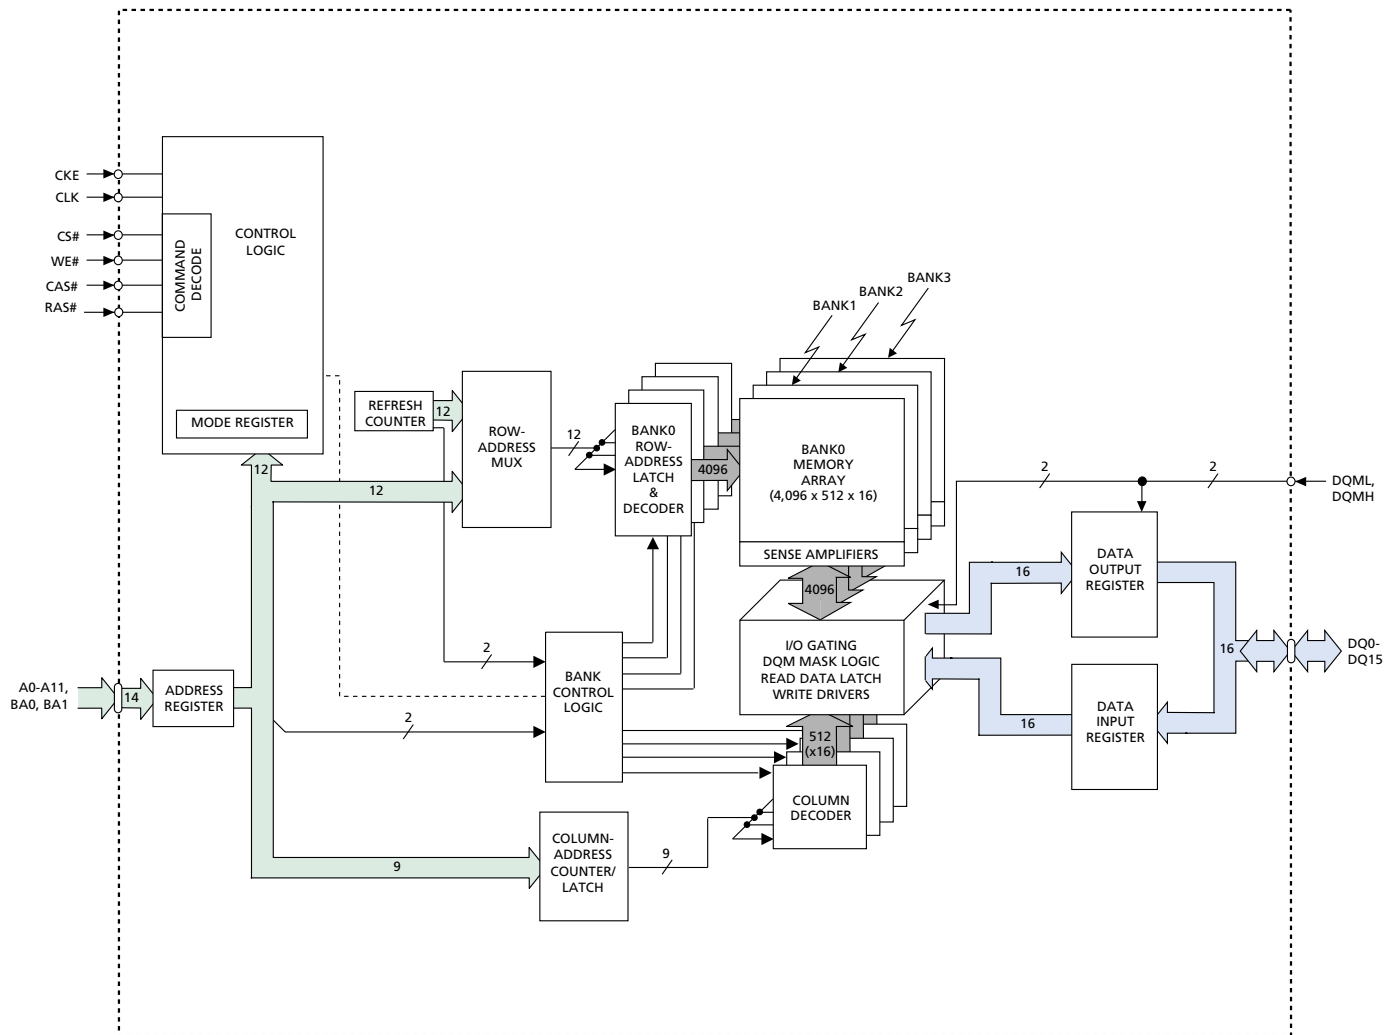 CKE
CLK
CS#
WE#
CAS#
RAS#
COMMAND
DECODE
CONTROL
LOGIC
MODE REGISTER
12
REFRESH
COUNTER
12
12
ROW-
ADDRESS
MUX
12
BANK0
ROW-
ADDRESS
LATCH
&
DECODER
4096
BANK1
BANK2
BANK3
BANK0
MEMORY
ARRAY
(4,096 x 512 x 16)
SENSE AMPLIFIERS
4096
I/O GATING
DQM MASK LOGIC
READ DATA LATCH
WRITE DRIVERS
512
(x16)
COLUMN
DECODER
2
2
DQML,
DQMH
16
DATA
OUTPUT
REGISTER
16
DQ0-
DQ15
16
DATA
INPUT
REGISTER
A0-A11,
BA0, BA1
14
ADDRESS
REGISTER
2
2
BANK
CONTROL
LOGIC
9
COLUMN-
ADDRESS
COUNTER/
LATCH
9